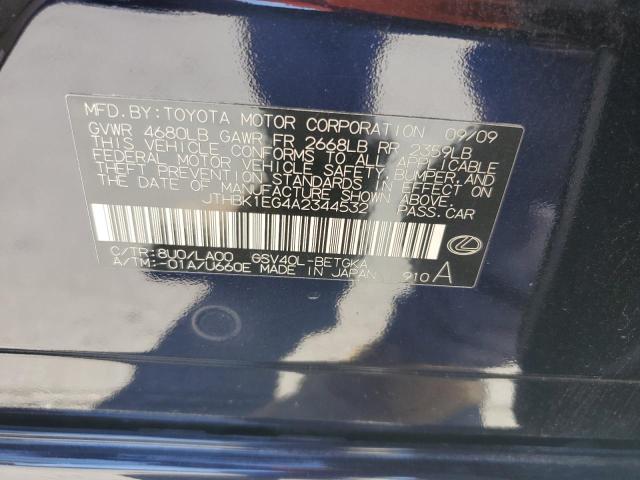 MFD. BY: TOYOTA MOTOR CORPORATION 09/09
GVWR 4680LB GAWR FR 2668LB RR 2359LB
THIS VEHICLE CONFORMS TO ALL APPLICABLE
FEDERAL MOTOR VEHICLE SAFETY, BUMPER, AND
THEFT PREVENTION STANDARDS IN EFFECT ON
THE DATE OF MANUFACTURE SHOWN ABOVE.
JTHBK1EG4A2344532 PASS. CAR
C/TR: 8U0/LA00 GSV40L-BETGKA
A/TM: -01A/U660E MADE IN JAPAN 910 A